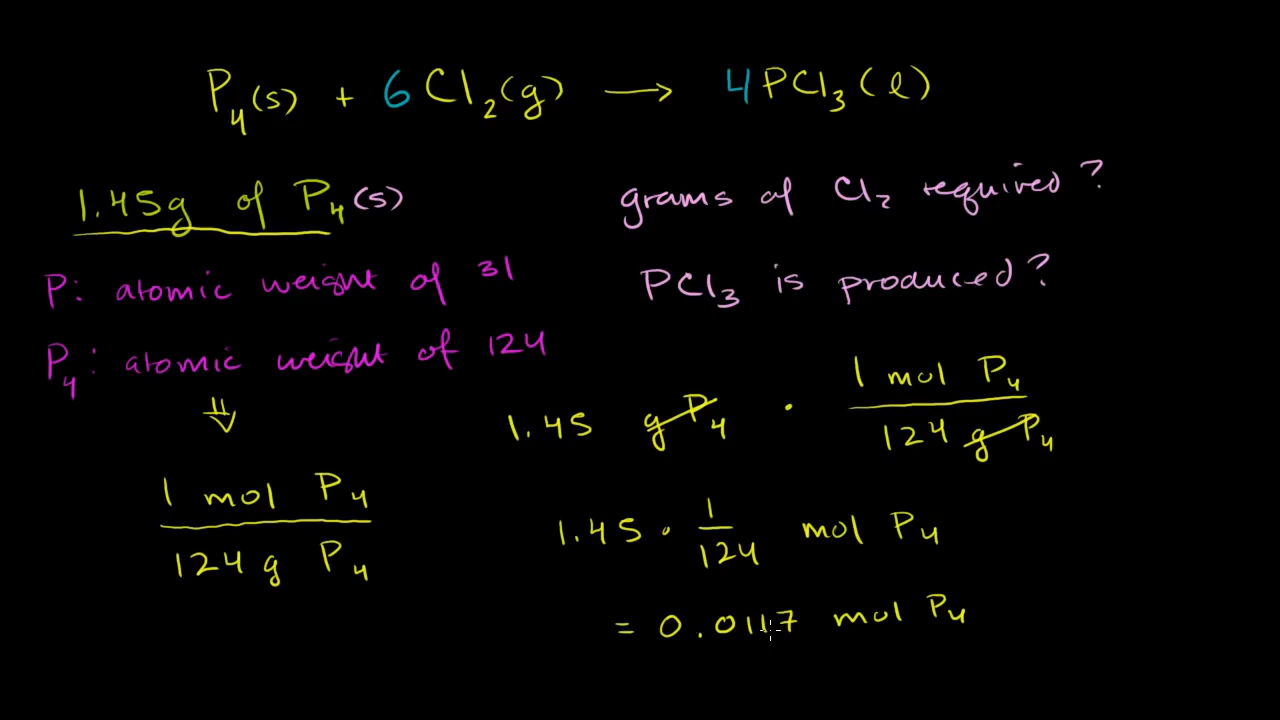 P₄(s) + 6Cl₂(g) → 4PCl₃(l)
1.45g of P₄(s)
grams of Cl₂ required?
P: atomic weight of 31
PCl₃ is produced?
P₄: atomic weight of 124
⇓
1 mol P₄
124 g P₄
1.45 g P₄ · 1 mol P₄
124 g P₄
1.45 · 1/124 mol P₄
= 0.0117 mol P₄